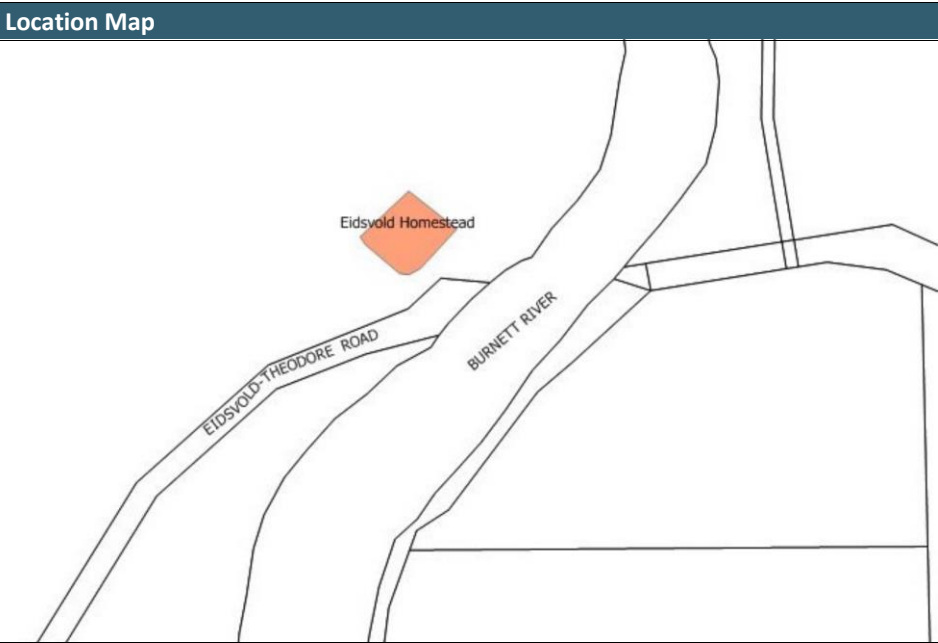 Location Map
Eidsvold Homestead
BURNETT RIVER
EIDSVOLD-THEODORE ROAD